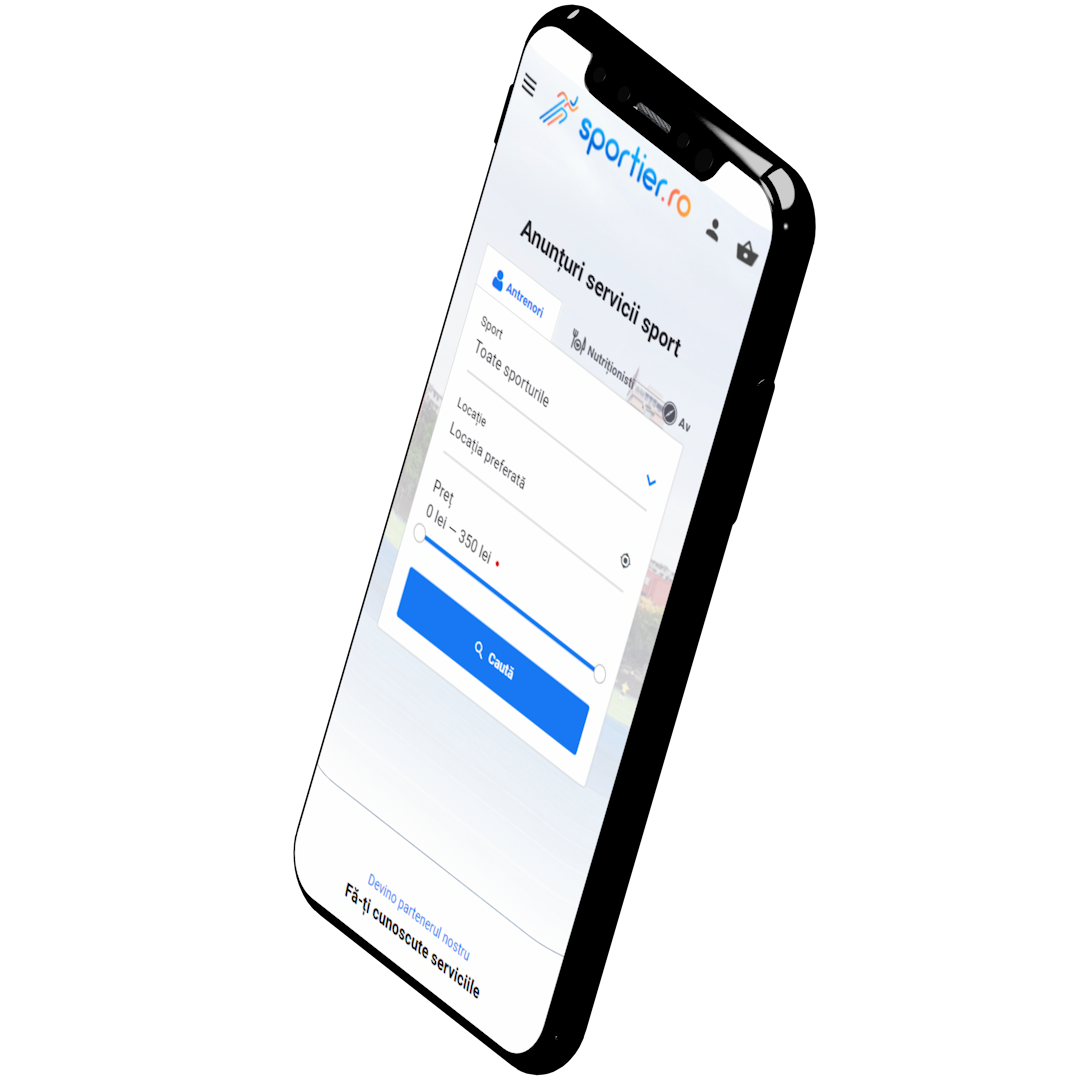 sportier.ro
Anunțuri servicii sport
Antrenori
Nutriționisti
Av
Sport
Toate sporturile
Locație
Locația preferată
Preț
0 lei – 350 lei
Caută
Devino partenerul nostru
Fă-ți cunoscute serviciile